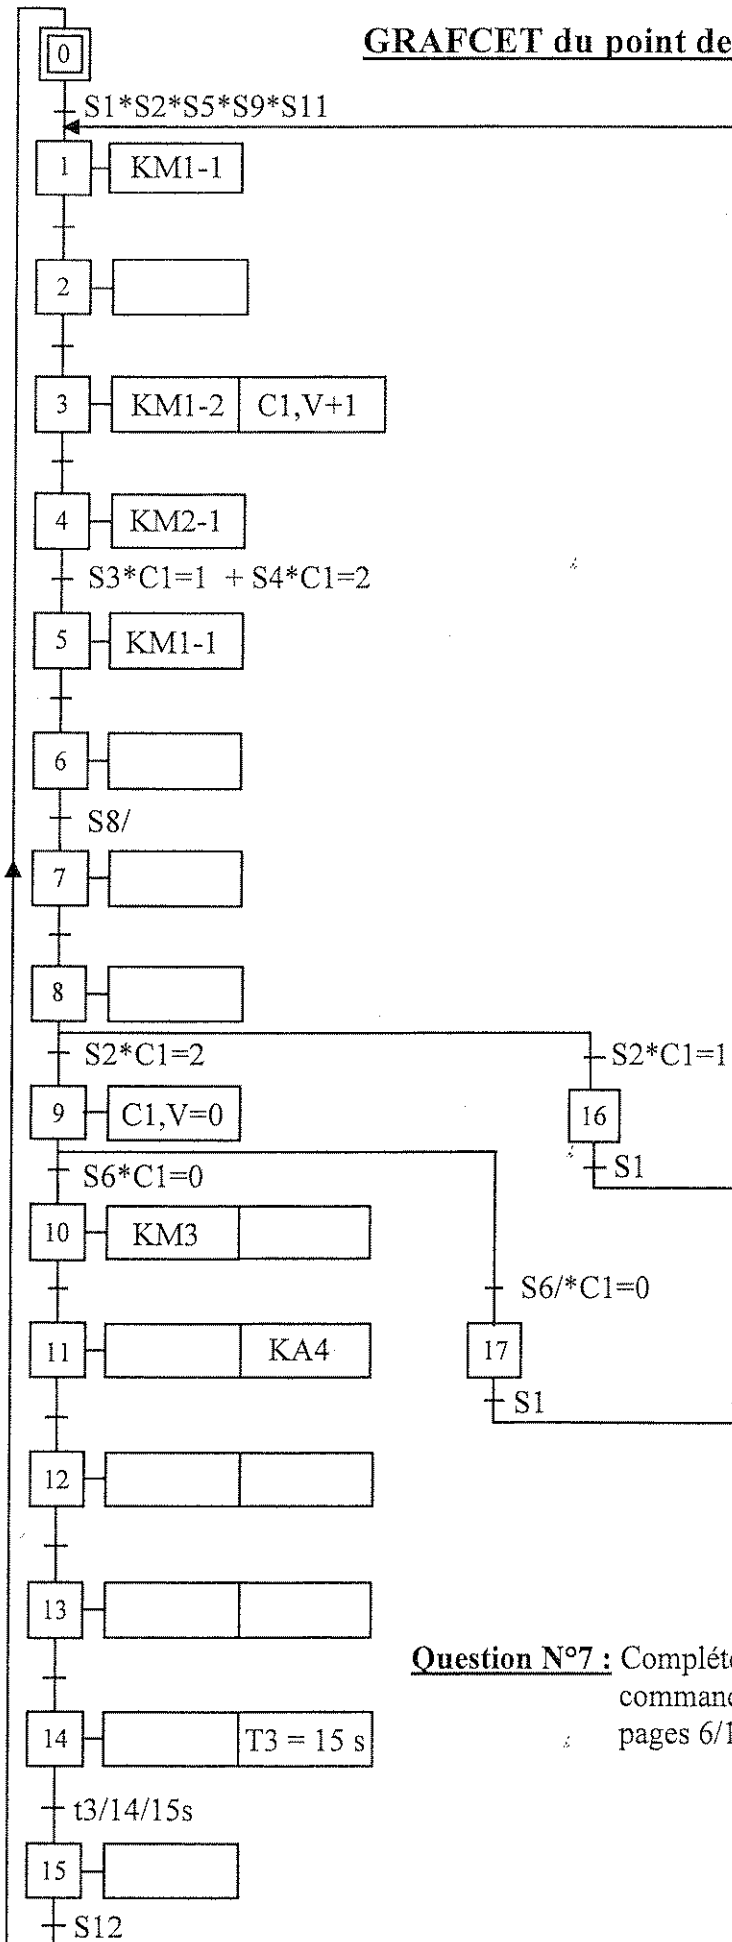 GRAFCET du point de
0
S1*S2*S5*S9*S11
1 KM1-1
2
3 KM1-2 C1,V+1
4 KM2-1
S3*C1=1 + S4*C1=2
5 KM1-1
6
S8/
7
8
S2*C1=2 S2*C1=1
9 C1,V=0 16
S6*C1=0 S1
10 KM3
S6/*C1=0
11 KA4 17
S1
12
13
Question N°7 : Compléte
command
pages 6/1
14 T3 = 15 s
t3/14/15s
15
S12